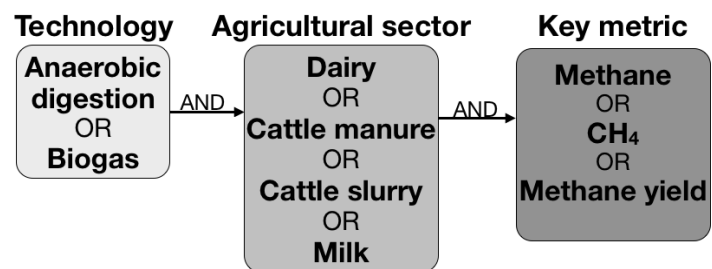 Technology
Agricultural sector
Key metric
Anaerobic
digestion
OR
Biogas
AND
Dairy
OR
Cattle manure
OR
Cattle slurry
OR
Milk
AND
Methane
OR
CH₄
OR
Methane yield